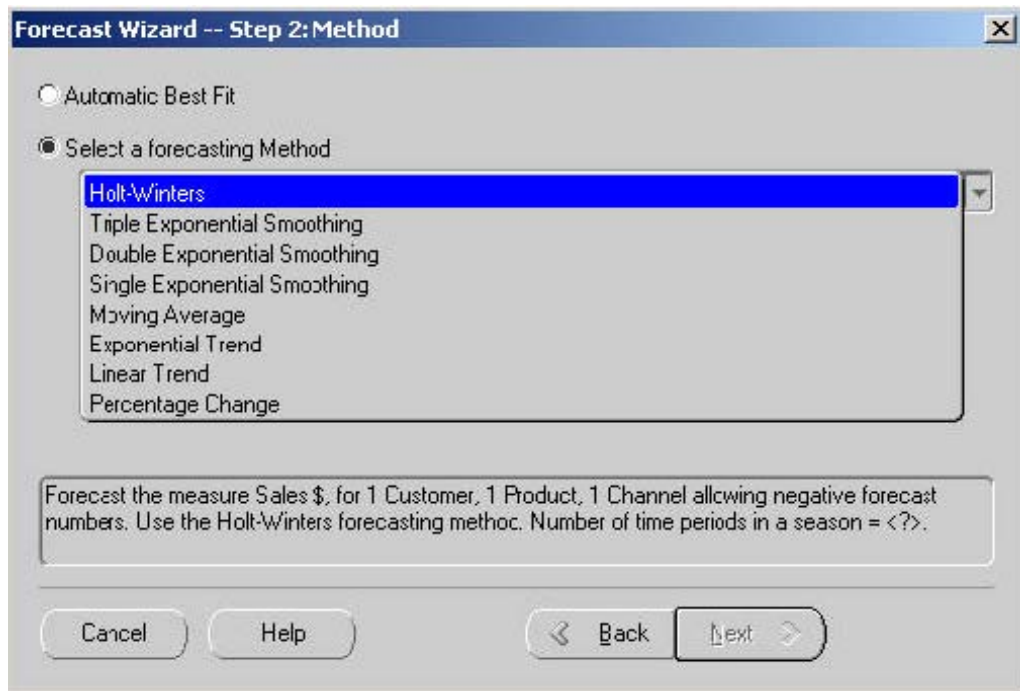 Forecast Wizard -- Step 2: Method
Automatic Best Fit
Select a forecasting Method
Holt-Winters
Triple Exponential Smoothing
Double Exponential Smoothing
Single Exponential Smoothing
Moving Average
Exponential Trend
Linear Trend
Percentage Change
Forecast the measure Sales $, for 1 Customer, 1 Product, 1 Channel allowing negative forecast
numbers. Use the Holt-Winters forecasting method. Number of time periods in a season = <?>.
Cancel
Help
Back
Next